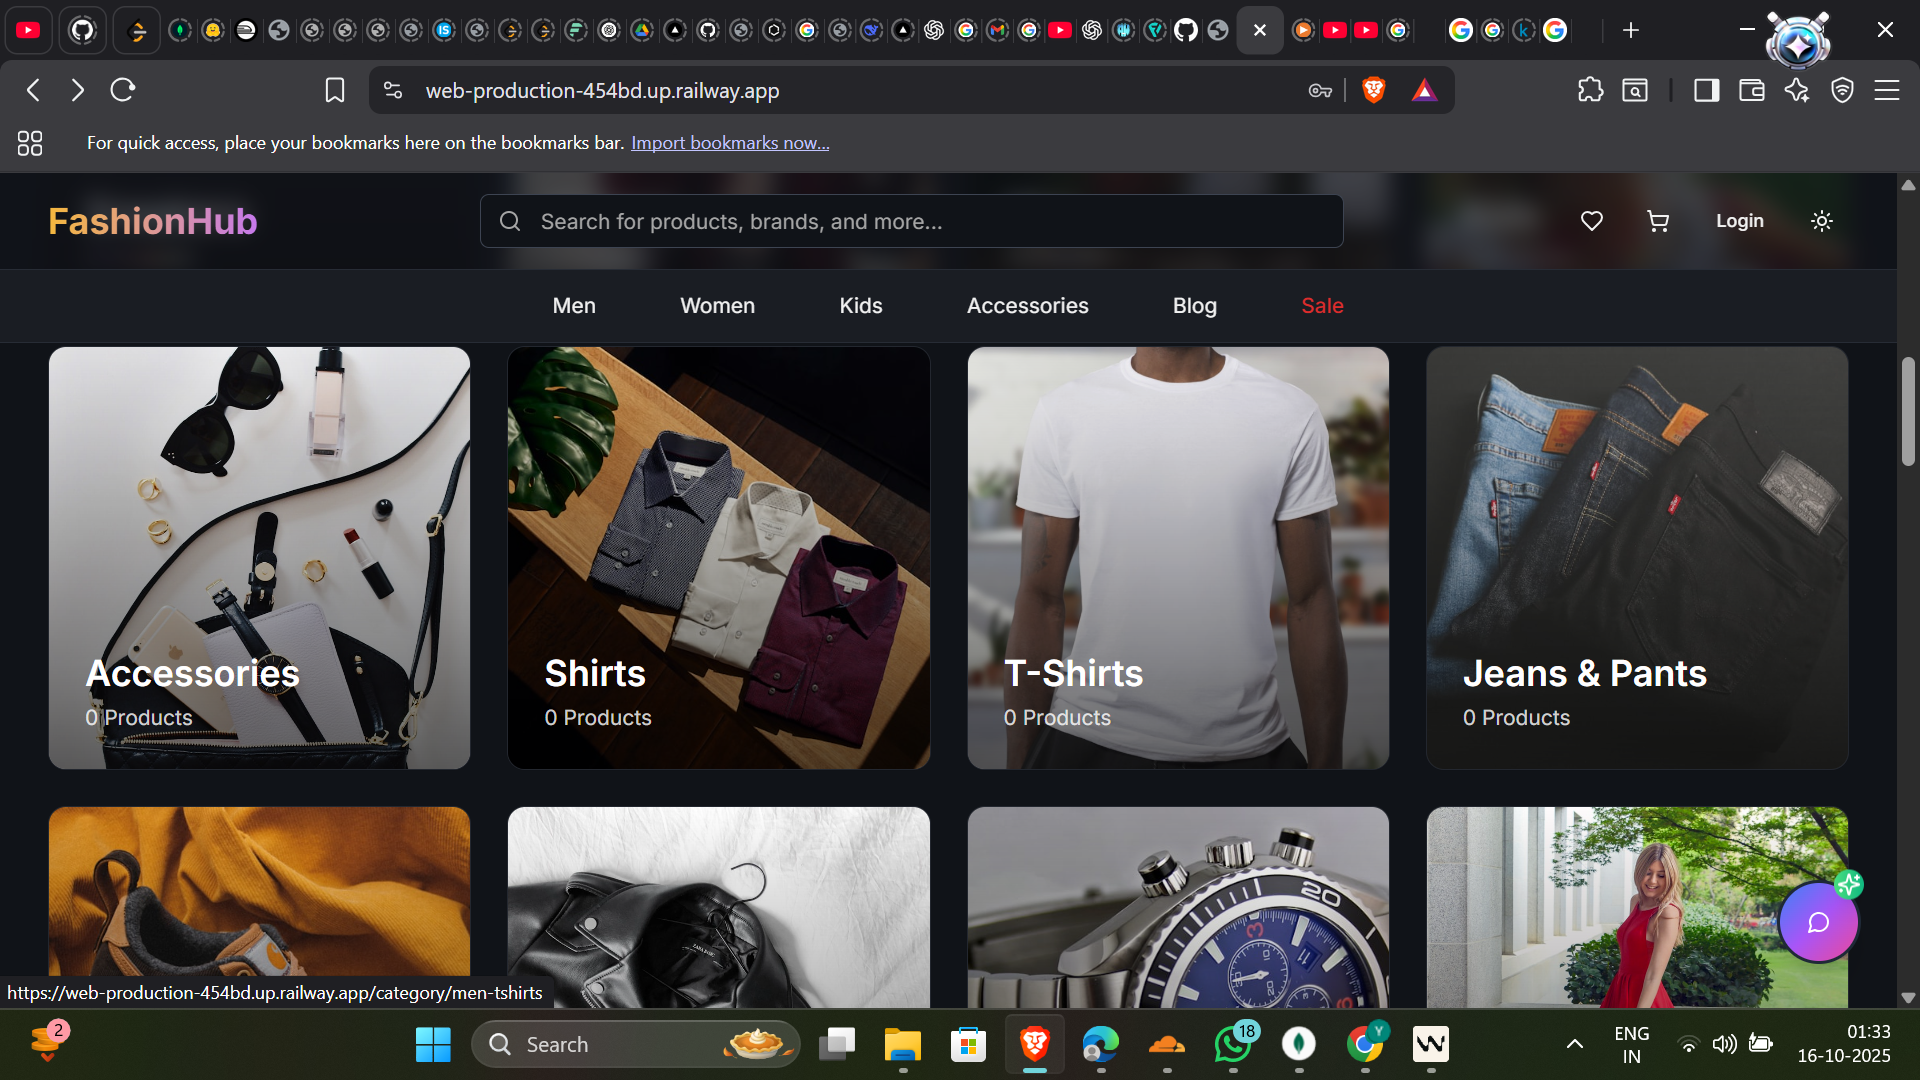 web-production-454bd.up.railway.app
For quick access, place your bookmarks here on the bookmarks bar. Import bookmarks now...
FashionHub
Search for products, brands, and more...
Login
Men
Women
Kids
Accessories
Blog
Sale
Accessories
0 Products
Shirts
0 Products
T-Shirts
0 Products
Jeans & Pants
0 Products
20
https://web-production-454bd.up.railway.app/category/men-tshirts
2
Search
18
Y
ENG
IN
01:33
16-10-2025